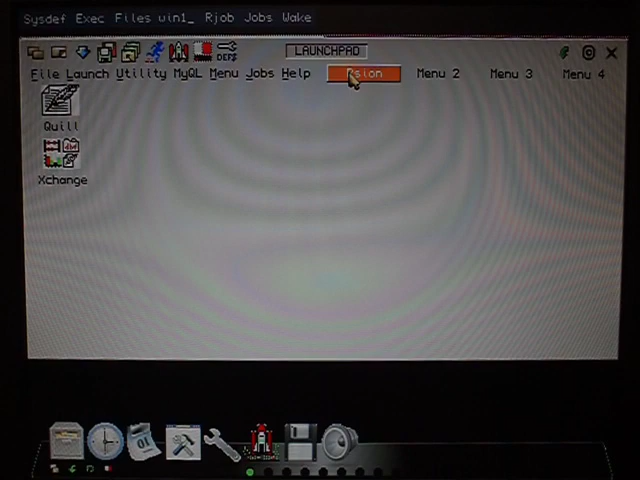 Sysdef Exec Files win1_ Rjob Jobs Wake
LAUNCHPAD
DEFS
File Launch Utility MyQL Menu Jobs Help Psion Menu 2 Menu 3 Menu 4
Quill
Xchange